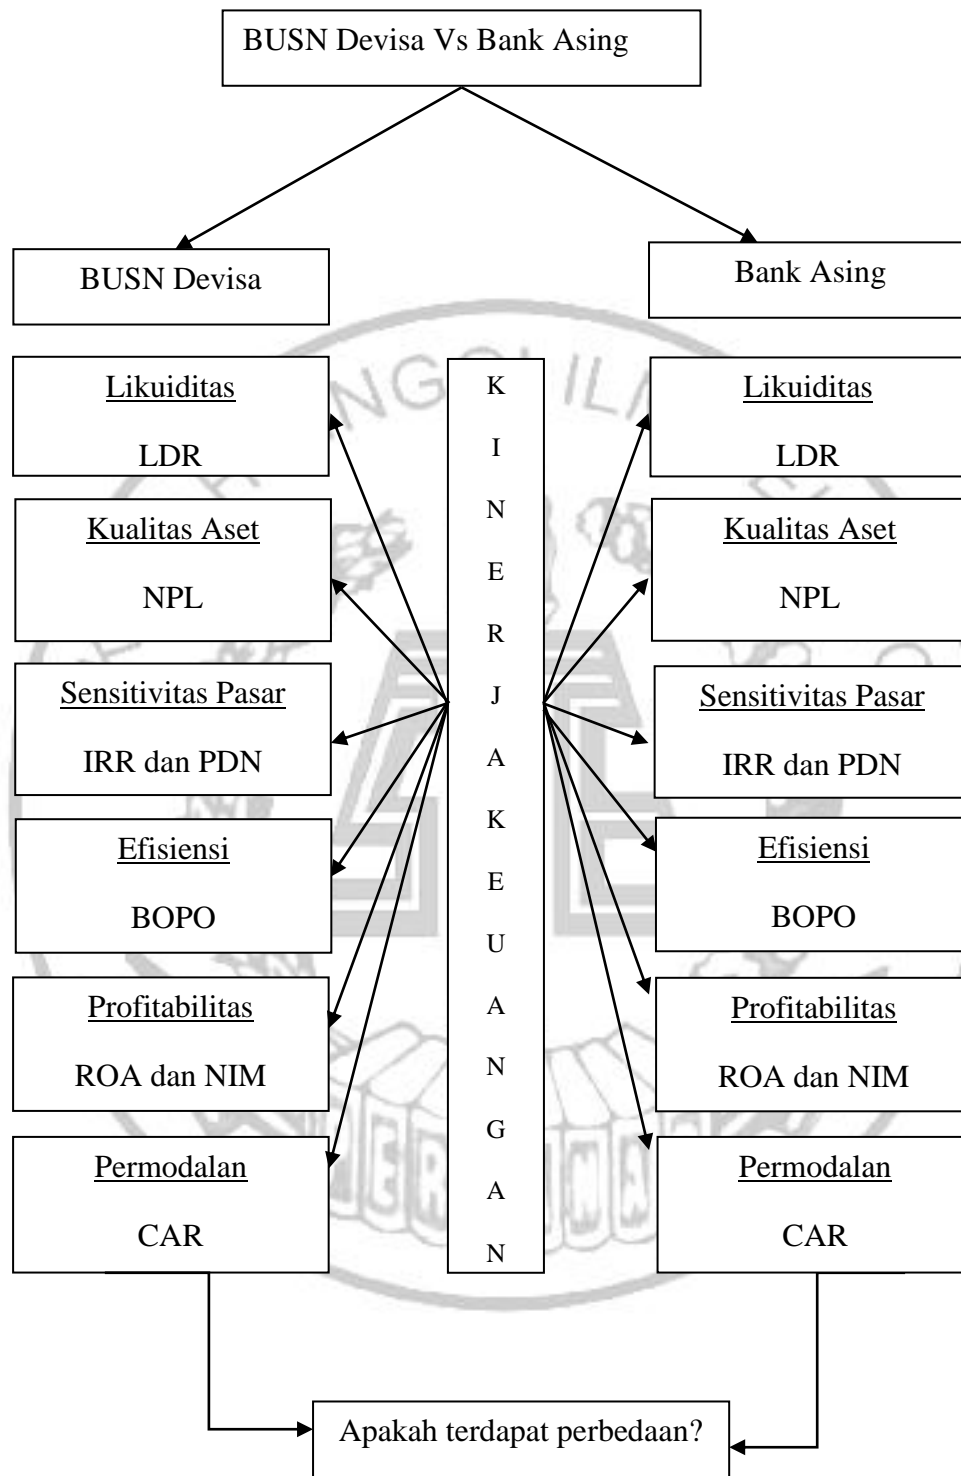 BUSN Devisa Vs Bank Asing
BUSN Devisa
Bank Asing
Likuiditas
LDR
Kualitas Aset
NPL
Sensitivitas Pasar
IRR dan PDN
Efisiensi
BOPO
Profitabilitas
ROA dan NIM
Permodalan
CAR
K
I
N
E
R
J
A
K
E
U
A
N
G
A
N
Likuiditas
LDR
Kualitas Aset
NPL
Sensitivitas Pasar
IRR dan PDN
Efisiensi
BOPO
Profitabilitas
ROA dan NIM
Permodalan
CAR
Apakah terdapat perbedaan?